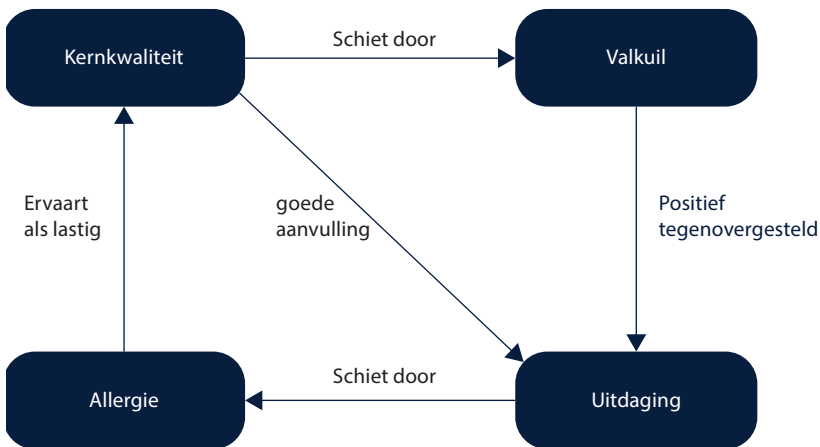 Schiet door
Kernkwaliteit
Valkuil
Ervaart
als lastig
goede
aanvulling
Positief
tegenovergesteld
Schiet door
Allergie
Uitdaging